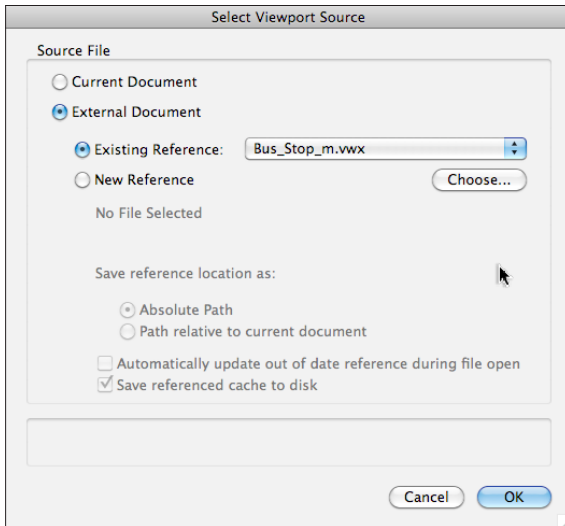 Select Viewport Source
Source File
Current Document
External Document
Existing Reference: Bus_Stop_m.vwx
New Reference Choose...
No File Selected
Save reference location as:
Absolute Path
Path relative to current document
Automatically update out of date reference during file open
Save referenced cache to disk
Cancel OK